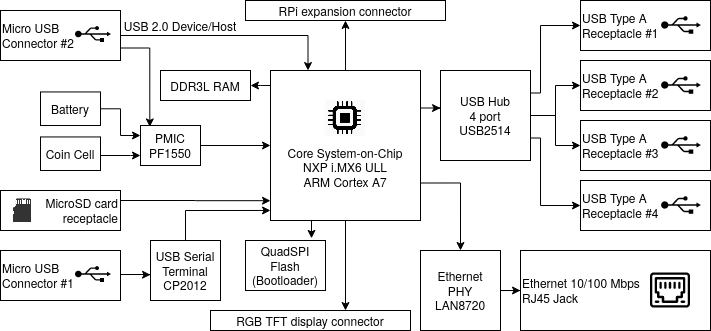 RPi expansion connector
Micro USB
Connector #2
USB 2.0 Device/Host
USB Type A
Receptacle #1
DDR3L RAM
USB Type A
Receptacle #2
Battery
USB Hub
4 port
USB2514
PMIC
PF1550
Coin Cell
Core System-on-Chip
NXP i.MX6 ULL
ARM Cortex A7
USB Type A
Receptacle #3
MicroSD card
receptacle
USB Type A
Receptacle #4
Micro USB
Connector #1
USB Serial
Terminal
CP2012
QuadSPI
Flash
(Bootloader)
Ethernet
PHY
LAN8720
Ethernet 10/100 Mbps
RJ45 Jack
RGB TFT display connector